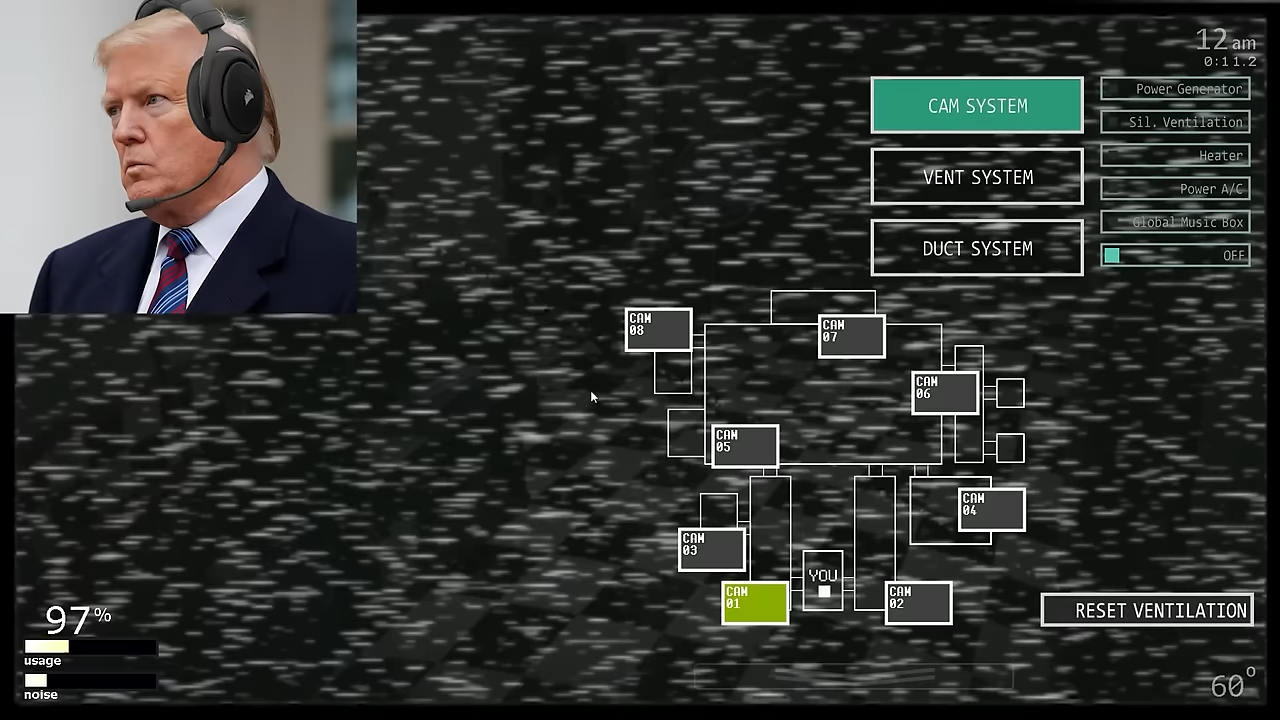 12 am
0:11.2
CAM SYSTEM
VENT SYSTEM
DUCT SYSTEM
Power Generator
Sil. Ventilation
Heater
Power A/C
Global Music Box
OFF
CAM
08
CAM
07
CAM
06
CAM
05
CAM
04
CAM
03
YOU
CAM
01
CAM
02
RESET VENTILATION
97%
usage
noise
60°